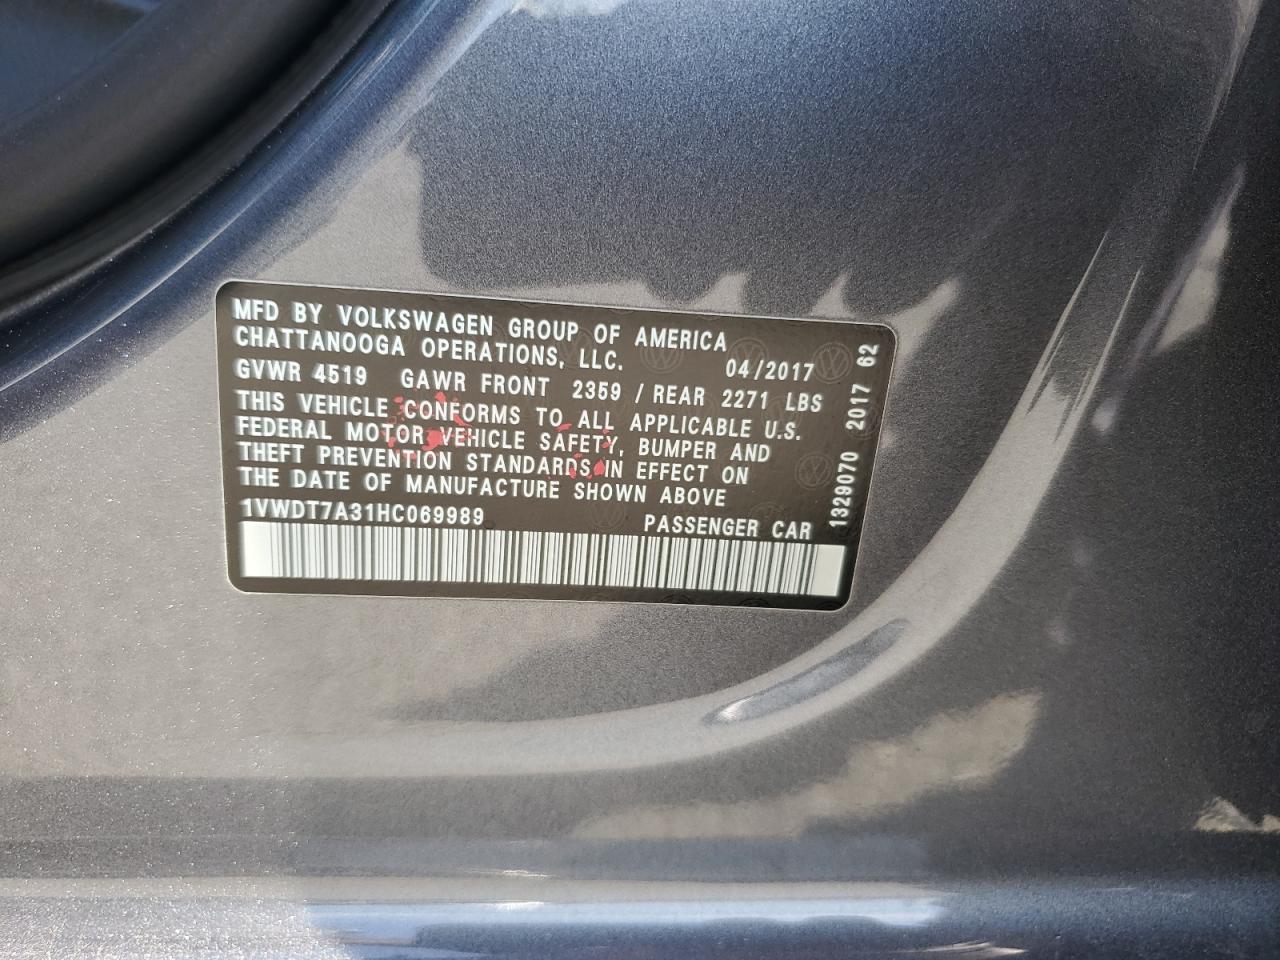 MFD BY VOLKSWAGEN GROUP OF AMERICA
CHATTANOOGA OPERATIONS, LLC.
04/2017
GVWR 4519 GAWR FRONT 2359 / REAR 2271 LBS
THIS VEHICLE CONFORMS TO ALL APPLICABLE U.S.
FEDERAL MOTOR VEHICLE SAFETY, BUMPER AND
THEFT PREVENTION STANDARDS IN EFFECT ON
THE DATE OF MANUFACTURE SHOWN ABOVE
1VWDT7A31HC069989 PASSENGER CAR
1329070 2017 62